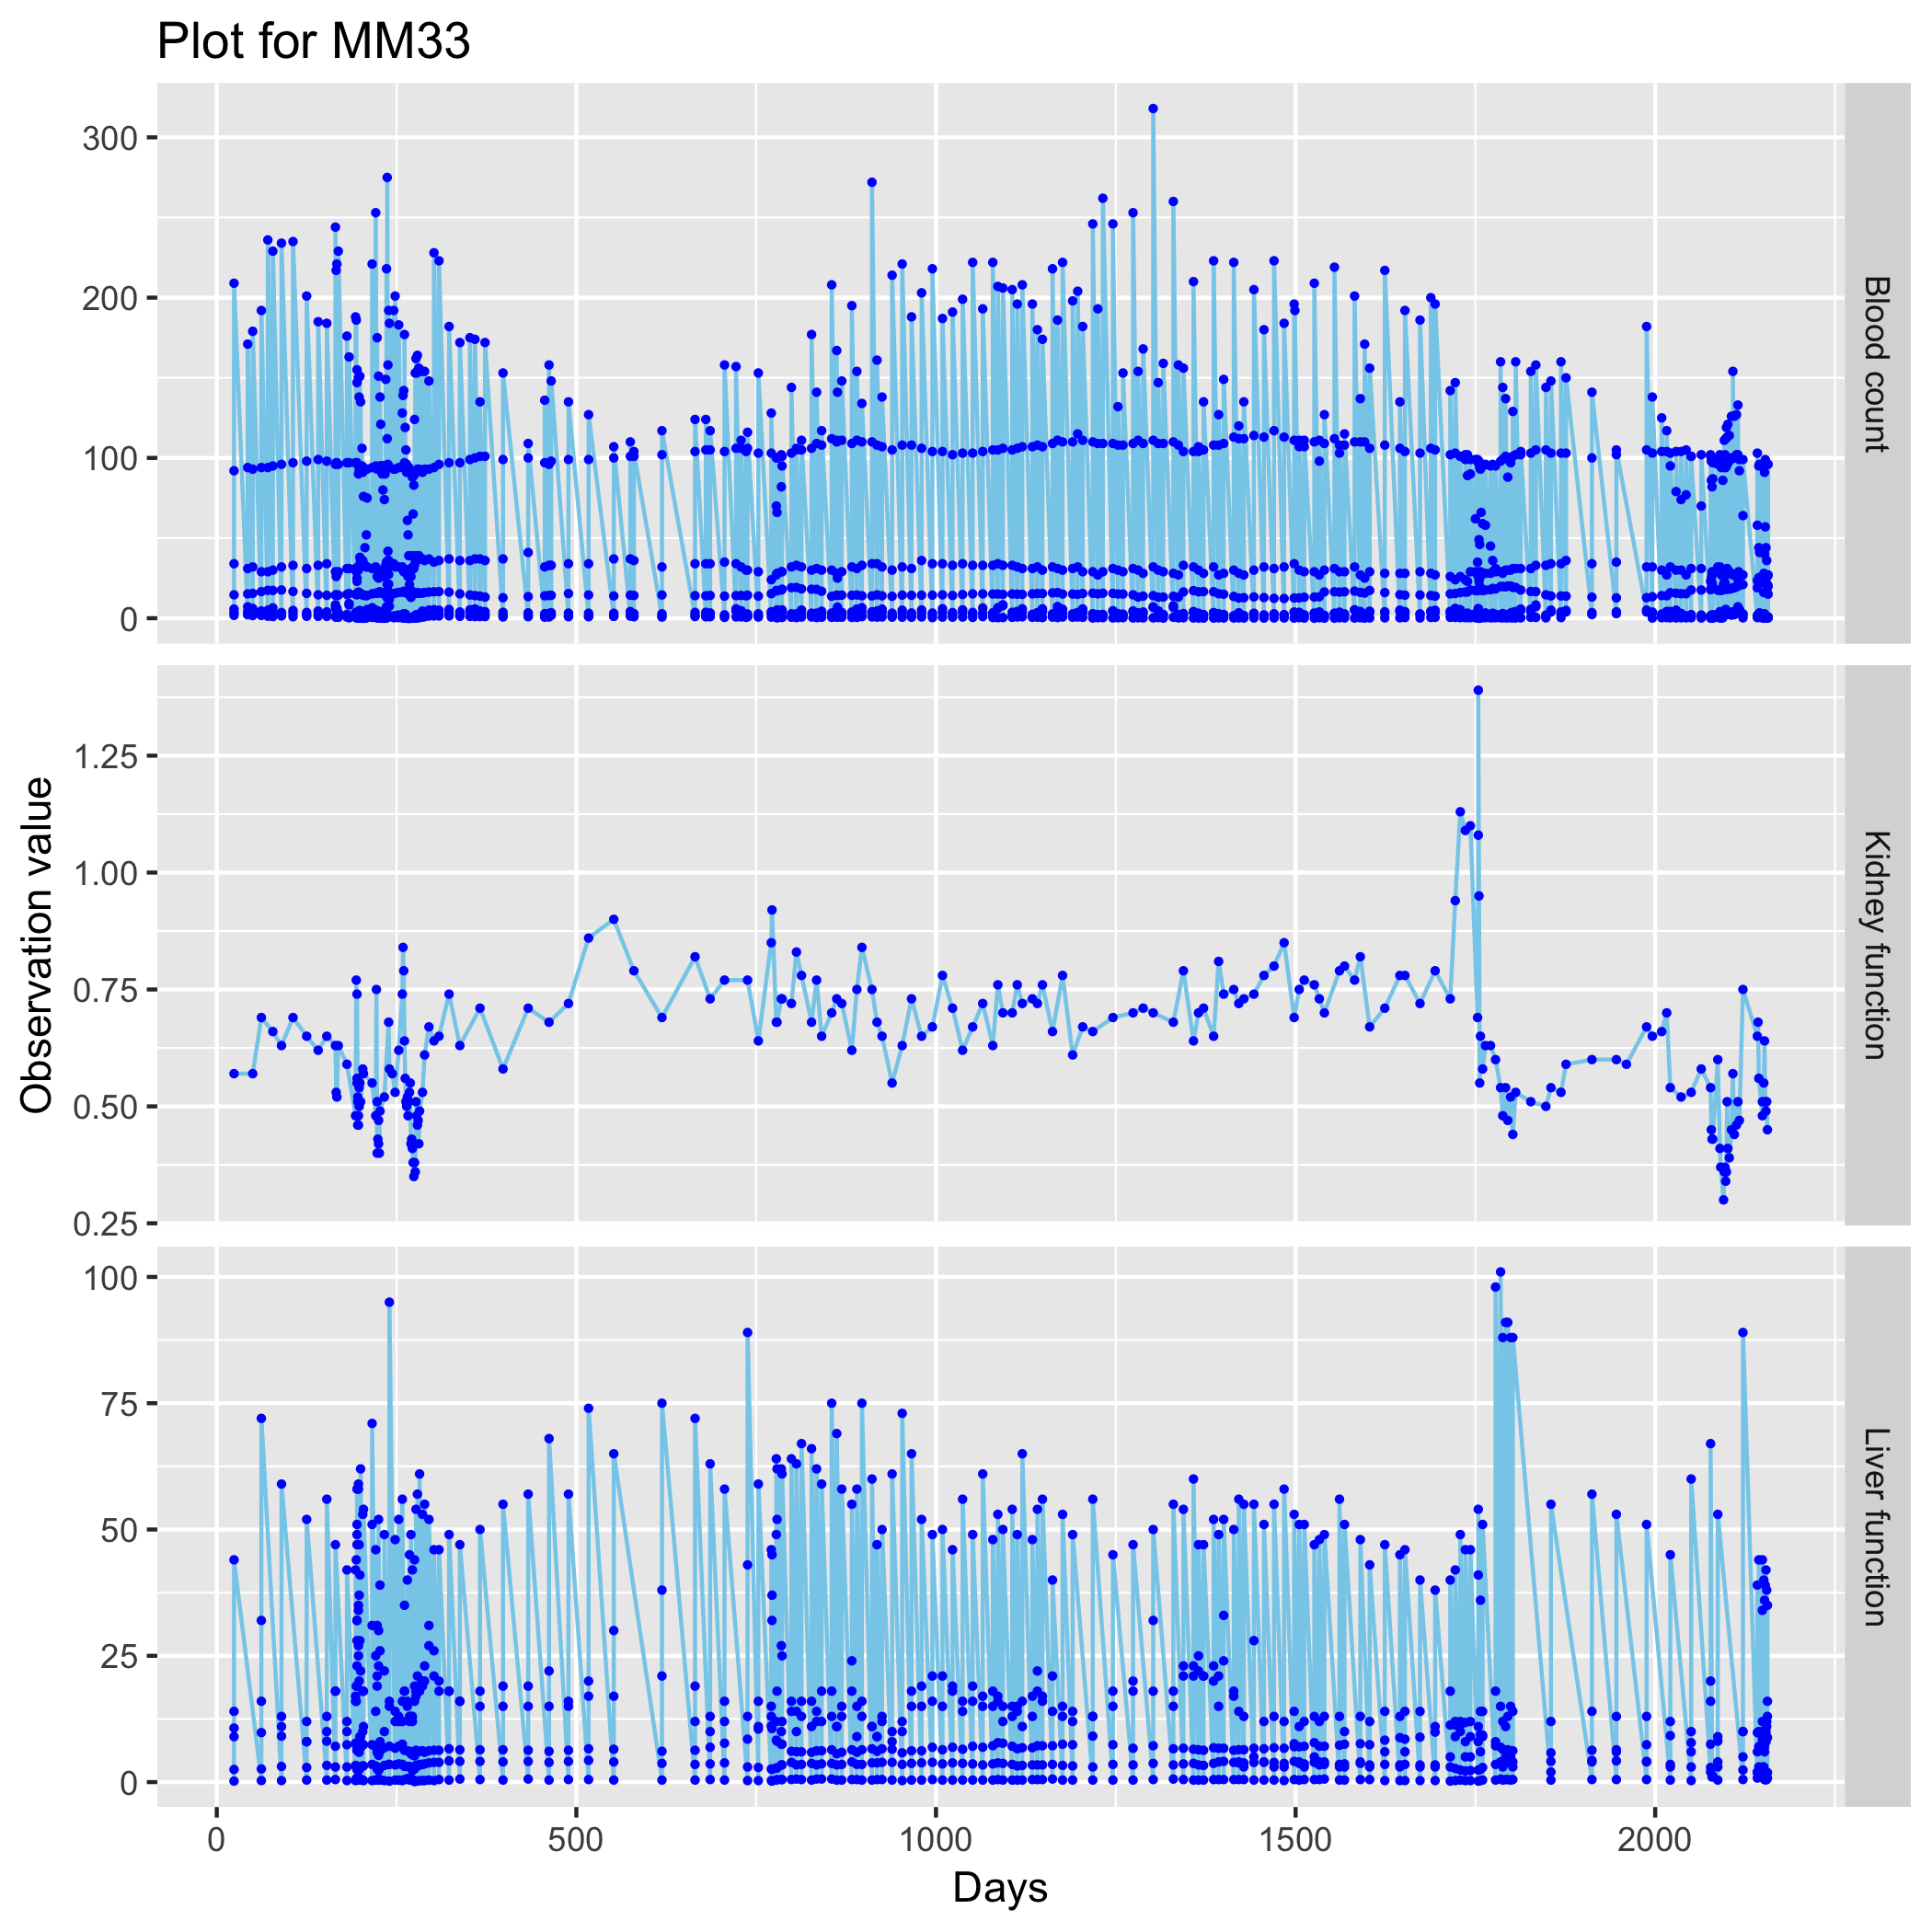 Plot for MM33
300
200
100
0
Blood count
1.25
1.00
0.75
0.50
0.25
Kidney function
Observation value
100
75
50
25
0
Liver function
0 500 1000 1500 2000
Days